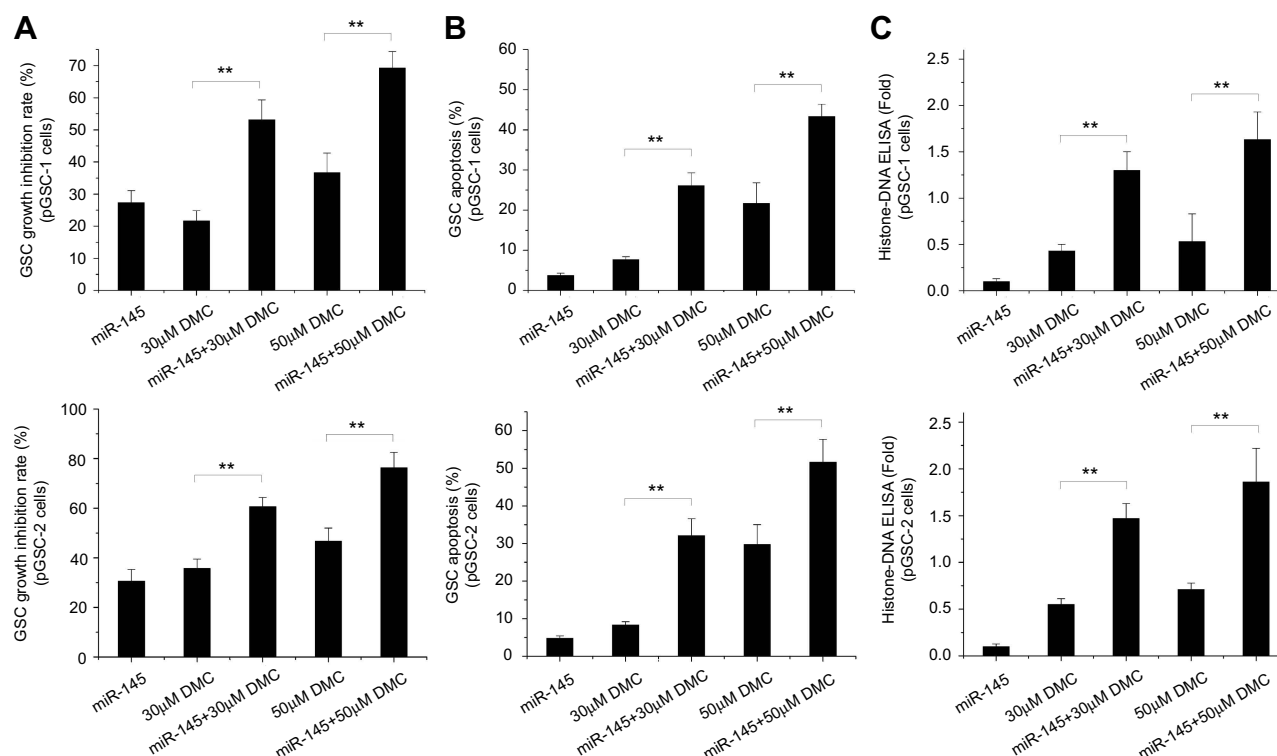 A
GSC growth inhibition rate (%)
(pGSC-1 cells)
70
60
50
40
30
20
10
0
**
**
miR-145
30µM DMC
miR-145+30µM DMC
50µM DMC
miR-145+50µM DMC
B
GSC apoptosis (%)
(pGSC-1 cells)
60
50
40
30
20
10
0
**
**
miR-145
30µM DMC
miR-145+30µM DMC
50µM DMC
miR-145+50µM DMC
C
Histone-DNA ELISA (Fold)
(pGSC-1 cells)
2.5
2.0
1.5
1.0
0.5
0.0
**
**
miR-145
30µM DMC
miR-145+30µM DMC
50µM DMC
miR-145+50µM DMC
GSC growth inhibition rate (%)
(pGSC-2 cells)
100
80
60
40
20
0
**
**
miR-145
30µM DMC
miR-145+30µM DMC
50µM DMC
miR-145+50µM DMC
GSC apoptosis (%)
(pGSC-2 cells)
60
50
40
30
20
10
0
**
**
miR-145
30µM DMC
miR-145+30µM DMC
50µM DMC
miR-145+50µM DMC
Histone-DNA ELISA (Fold)
(pGSC-2 cells)
2.5
2.0
1.5
1.0
0.5
0.0
**
**
miR-145
30µM DMC
miR-145+30µM DMC
50µM DMC
miR-145+50µM DMC